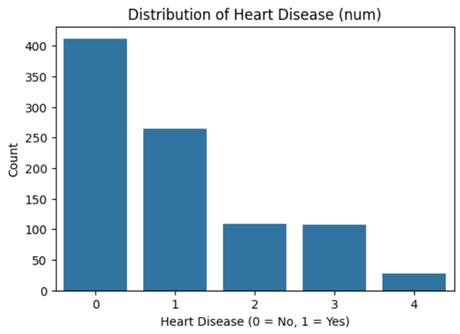 Distribution of Heart Disease (num)
Count
400
350
300
250
200
150
100
50
0
0 1 2 3 4
Heart Disease (0 = No, 1 = Yes)